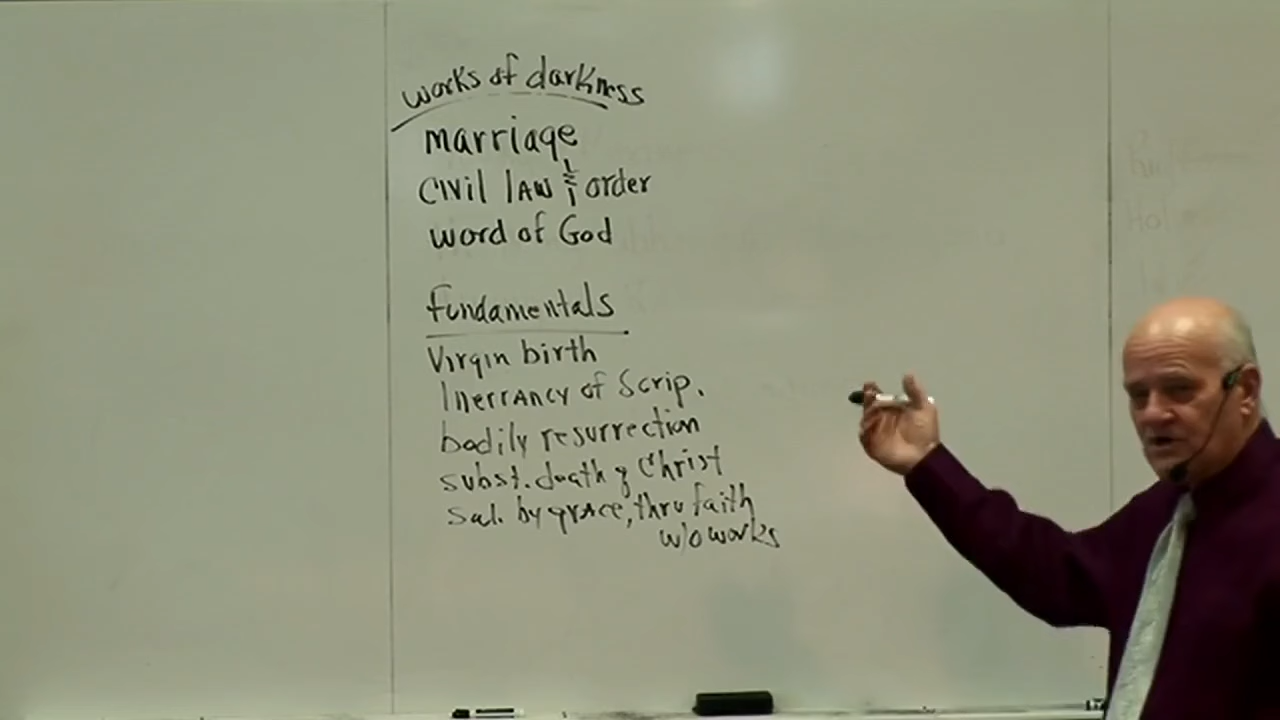 works of darkness
marriage
civil law & order
word of God
Fundamentals
Virgin birth
Inerrancy of Scrip.
bodily resurrection
subst. death of Christ
Sal. by grace, thru faith
w/o works